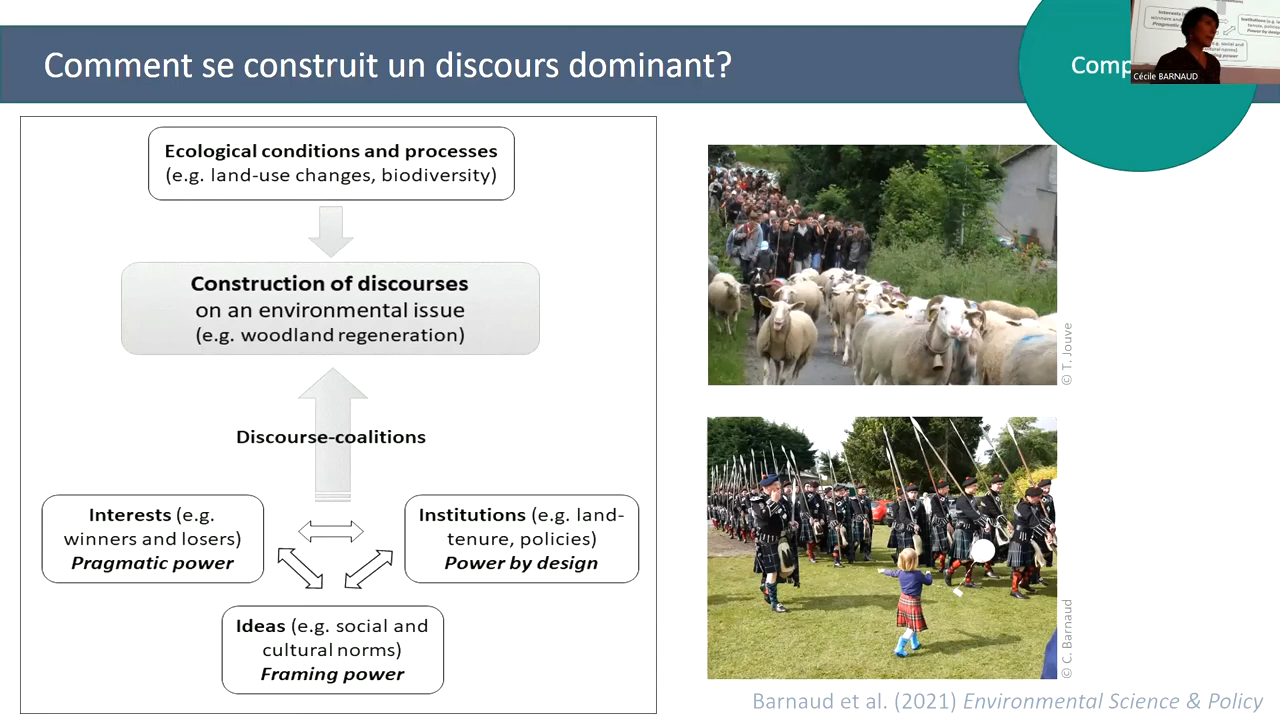 Comment se construit un discours dominant?
Comp
Cécile BARNAUD
Ecological conditions and processes
(e.g. land-use changes, biodiversity)
Construction of discourses
on an environmental issue
(e.g. woodland regeneration)
Discourse-coalitions
Interests (e.g.
winners and losers)
Pragmatic power
Institutions (e.g. land-
tenure, policies)
Power by design
Ideas (e.g. social and
cultural norms)
Framing power
© T. Jouve
© C. Barnaud
Barnaud et al. (2021) Environmental Science & Policy